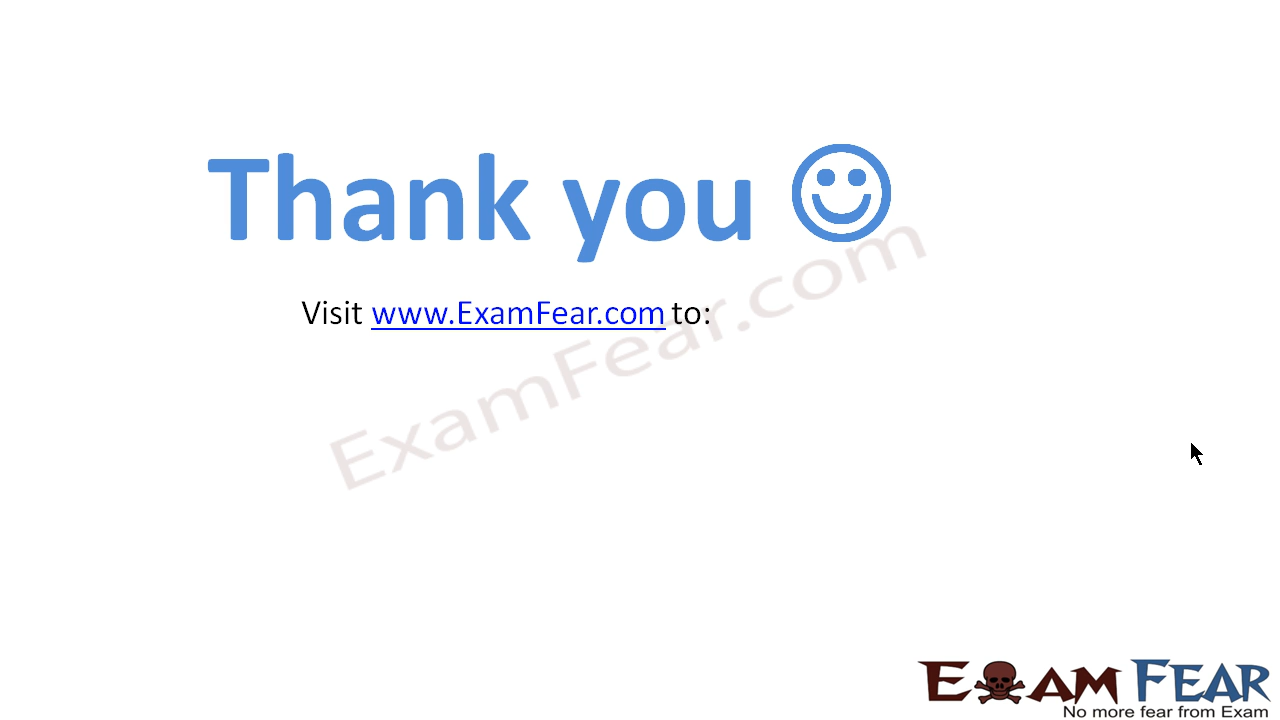 Thank you ☺
Visit www.ExamFear.com to:
ExamFear.com
EXAM FEAR
No more fear from Exam